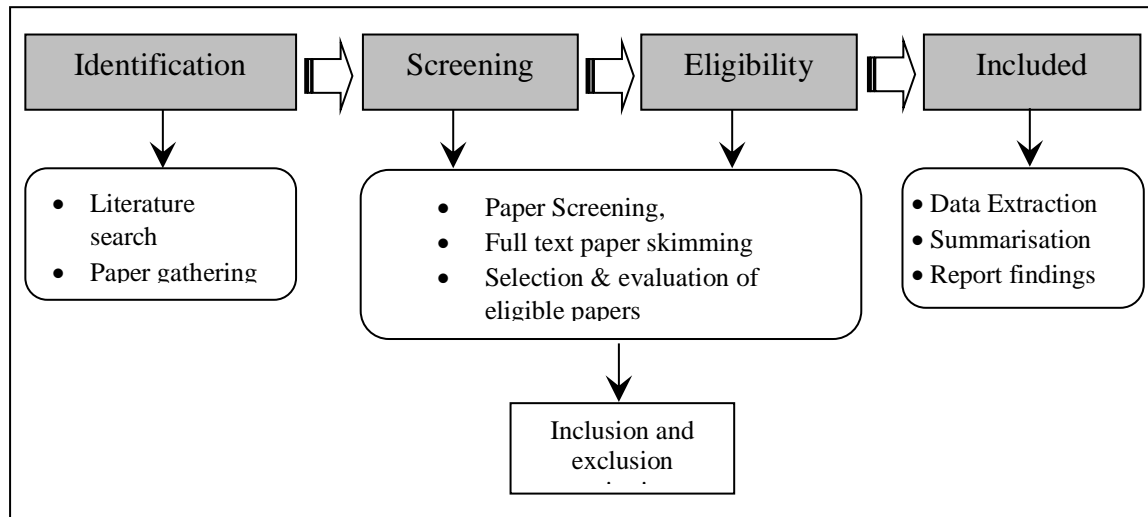 Identification
Screening
Eligibility
Included
• Literature
search
• Paper gathering
• Paper Screening,
• Full text paper skimming
• Selection & evaluation of
eligible papers
• Data Extraction
• Summarisation
• Report findings
Inclusion and
exclusion